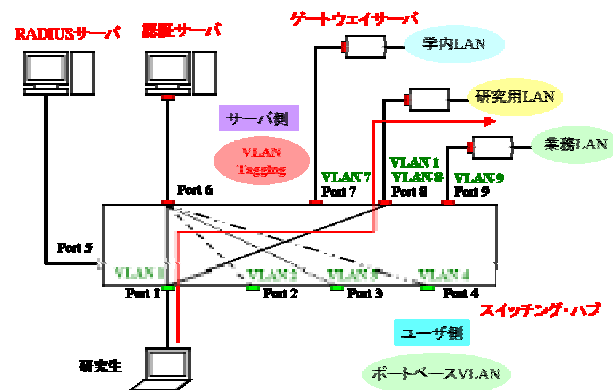 RADIUSサーバ
認証サーバ
ゲートウェイサーバ
学内LAN
研究用LAN
業務LAN
サーバ側
VLAN
Tagging
Port 6
VLAN 7
Port 7
VLAN 1
VLAN 8
Port 8
VLAN 9
Port 9
Port 5
VLAN 1
VLAN 2
VLAN 3
VLAN 4
Port 1
Port 2
Port 3
Port 4
スイッチング・ハブ
ユーザ側
研究生
ポートベースVLAN